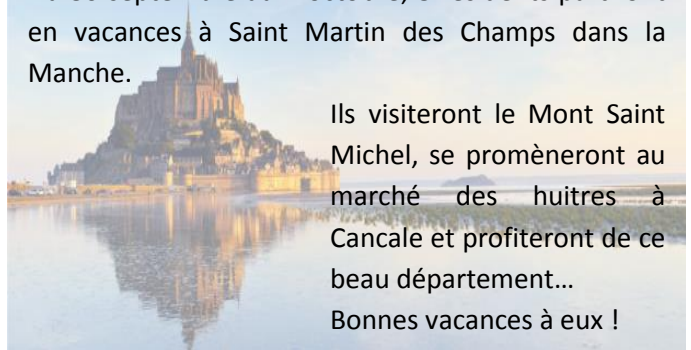 en vacances à Saint Martin des Champs dans la
Manche.
Ils visiteront le Mont Saint
Michel, se promèneront au
marché des huitres à
Cancale et profiteront de ce
beau département…
Bonnes vacances à eux !